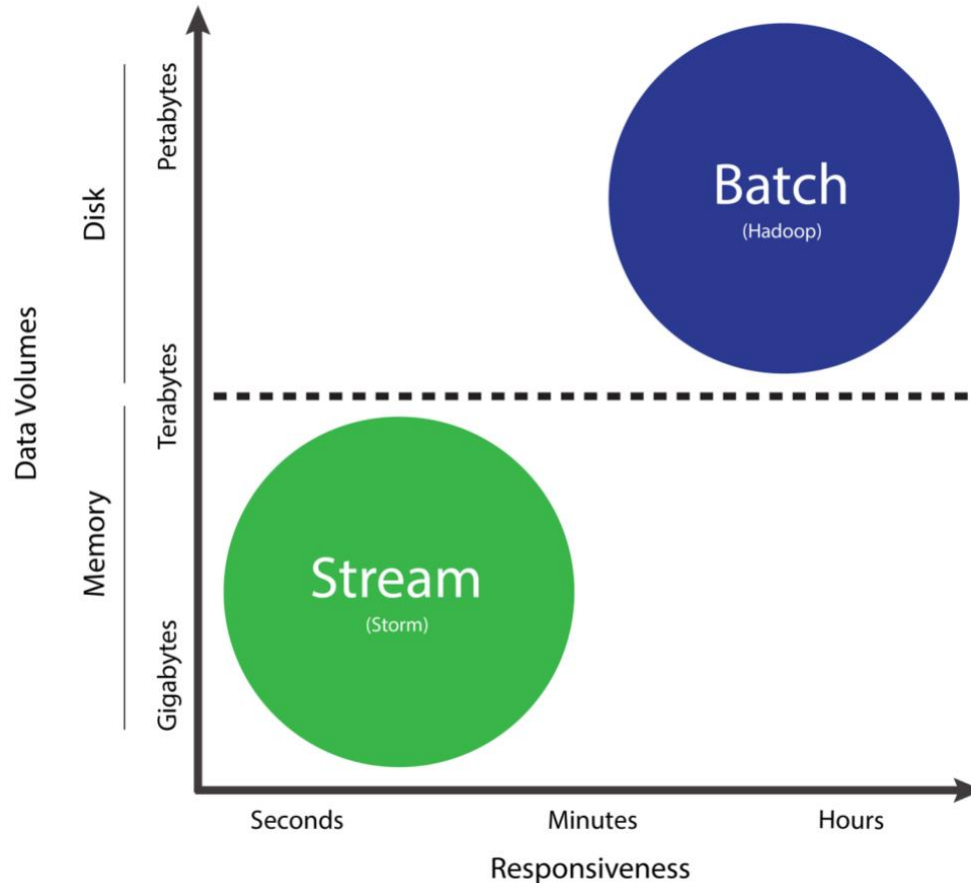 Data Volumes
Disk
Memory
Petabytes
Terabytes
Gigabytes
Batch
(Hadoop)
Stream
(Storm)
Seconds
Minutes
Hours
Responsiveness